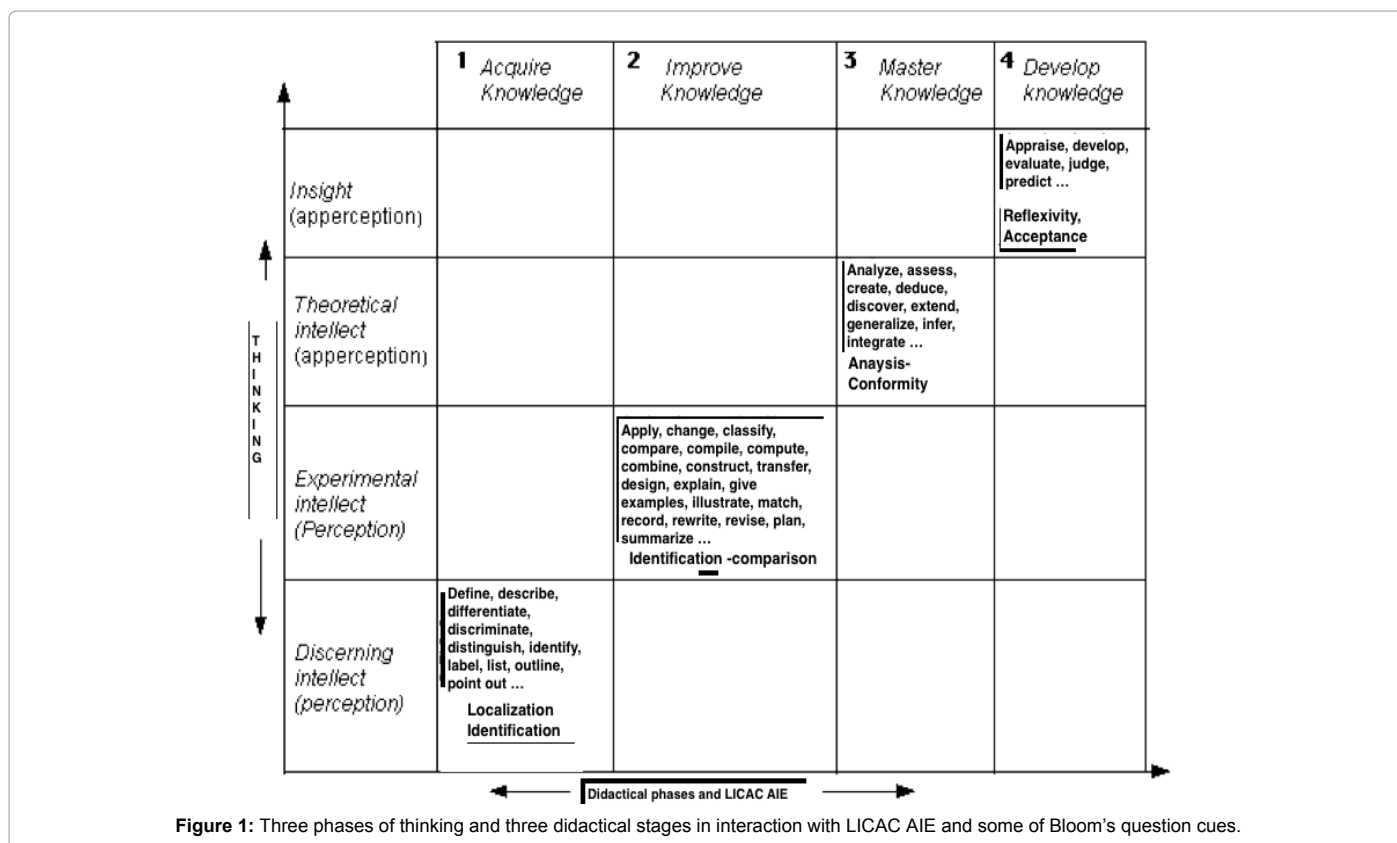 1 Acquire
Knowledge
2 Improve
Knowledge
3 Master
Knowledge
4 Develop
knowledge
Insight
(apperception)
Appraise, develop,
evaluate, judge,
predict ...
Reflexivity,
Acceptance
THINKING
Theoretical
intellect
(apperception)
Analyze, assess,
create, deduce,
discover, extend,
generalize, infer,
integrate ...
Anaysis-
Conformity
Experimental
intellect
(Perception)
Apply, change, classify,
compare, compile, compute,
combine, construct, transfer,
design, explain, give
examples, illustrate, match,
record, rewrite, revise, plan,
summarize ...
Identification -comparison
Discerning
intellect
(perception)
Define, describe,
differentiate,
discriminate,
distinguish, identify,
label, list, outline,
point out ...
Localization
Identification
Didactical phases and LICAC AIE
Figure 1: Three phases of thinking and three didactical stages in interaction with LICAC AIE and some of Bloom's question cues.